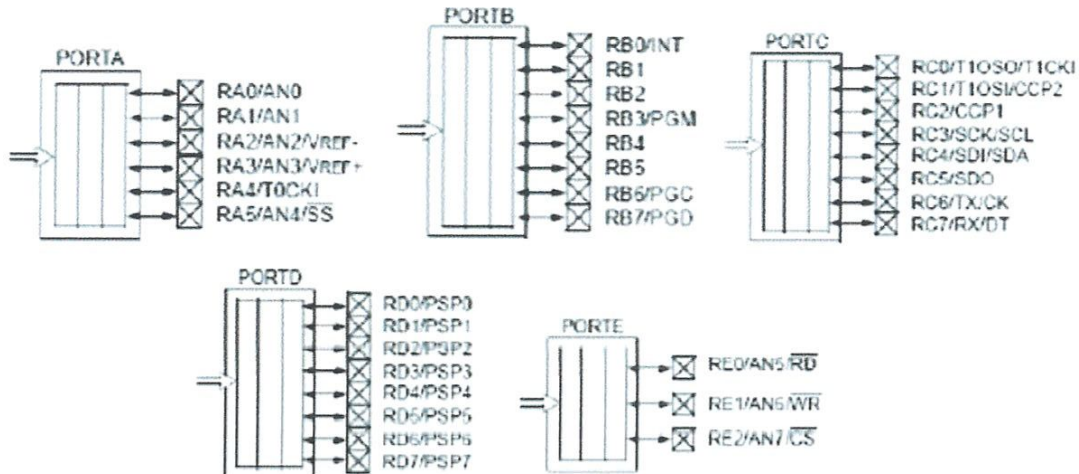 PORTA
RA0/AN0
RA1/AN1
RA2/AN2/VREF-
RA3/AN3/VREF+
RA4/T0CKI
RA5/AN4/SS
PORTB
RB0/INT
RB1
RB2
RB3/PGM
RB4
RB5
RB6/PGC
RB7/PGD
PORTC
RC0/T1OSO/T1CKI
RC1/T1OSI/CCP2
RC2/CCP1
RC3/SCK/SCL
RC4/SDI/SDA
RC5/SDO
RC6/TX/CK
RC7/RX/DT
PORTD
RD0/PSP0
RD1/PSP1
RD2/PSP2
RD3/PSP3
RD4/PSP4
RD5/PSP5
RD6/PSP6
RD7/PSP7
PORTE
RE0/AN5/RD
RE1/AN6/WR
RE2/AN7/CS